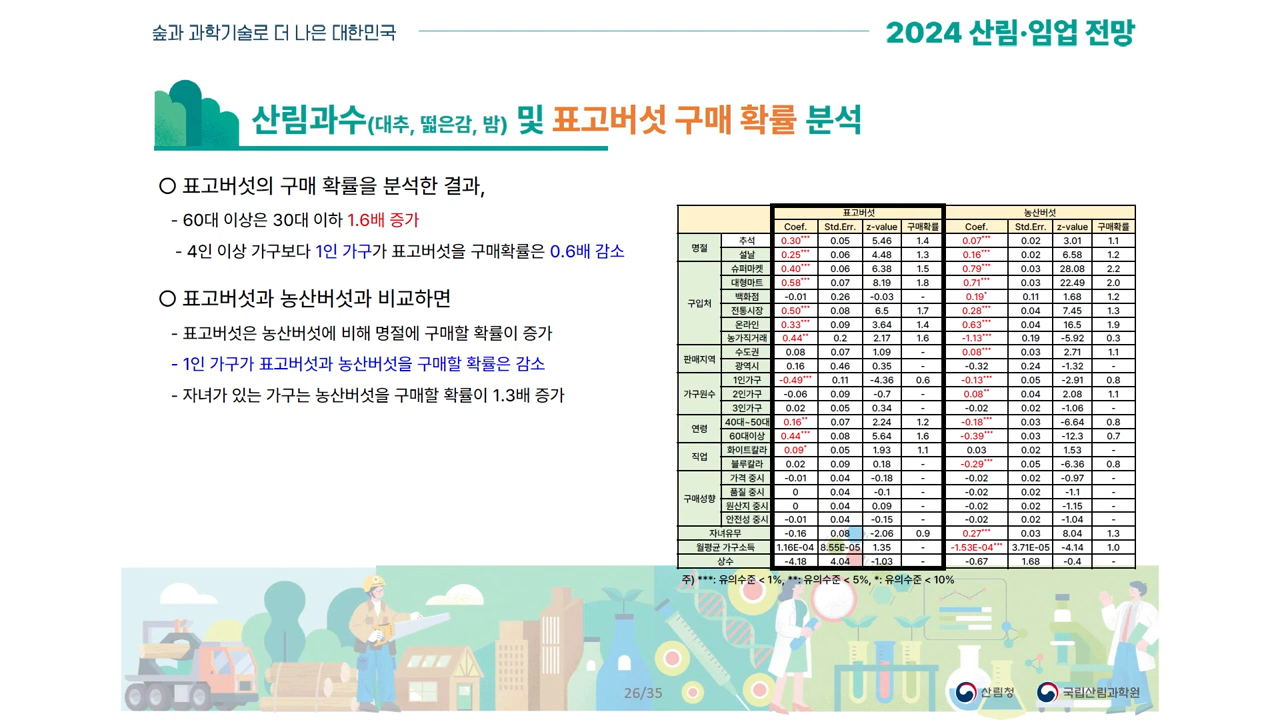 숲과 과학기술로 더 나은 대한민국
2024 산림·임업 전망
산림과수(대추, 떫은감, 밤) 및 표고버섯 구매 확률 분석
○ 표고버섯의 구매 확률을 분석한 결과,
- 60대 이상은 30대 이하 1.6배 증가
- 4인 이상 가구보다 1인 가구가 표고버섯을 구매확률은 0.6배 감소
○ 표고버섯과 농산버섯과 비교하면
- 표고버섯은 농산버섯에 비해 명절에 구매할 확률이 증가
- 1인 가구가 표고버섯과 농산버섯을 구매할 확률은 감소
- 자녀가 있는 가구는 농산버섯을 구매할 확률이 1.3배 증가
표고버섯 농산버섯
Coef. Std.Err. z-value 구매확률 Coef. Std.Err. z-value 구매확률
명절 추석 0.30*** 0.05 5.46 1.4 0.07*** 0.02 3.01 1.1
설날 0.25*** 0.06 4.48 1.3 0.16*** 0.02 6.58 1.2
구입처 슈퍼마켓 0.40*** 0.06 6.38 1.5 0.79*** 0.03 28.08 2.2
대형마트 0.58*** 0.07 8.19 1.8 0.71*** 0.03 22.49 2.0
백화점 -0.01 0.26 -0.03 - 0.19* 0.11 1.68 1.2
전통시장 0.50*** 0.08 6.5 1.7 0.28*** 0.04 7.45 1.3
온라인 0.33*** 0.09 3.64 1.4 0.63*** 0.04 16.5 1.9
농가직거래 0.44** 0.2 2.17 1.6 -1.13*** 0.19 -5.92 0.3
판매지역 수도권 0.08 0.07 1.09 - 0.08*** 0.03 2.71 1.1
광역시 0.16 0.46 0.35 - -0.32 0.24 -1.32 -
가구원수 1인가구 -0.49*** 0.11 -4.36 0.6 -0.13*** 0.05 -2.91 0.8
2인가구 -0.06 0.09 -0.7 - 0.08** 0.04 2.08 1.1
3인가구 0.02 0.05 0.34 - -0.02 0.02 -1.06 -
연령 40대~50대 0.16** 0.07 2.24 1.2 -0.18*** 0.03 -6.64 0.8
60대이상 0.44*** 0.08 5.64 1.6 -0.39*** 0.03 -12.3 0.7
직업 화이트칼라 0.09* 0.05 1.93 1.1 0.03 0.02 1.53 -
블루칼라 0.02 0.09 0.18 - -0.29*** 0.05 -6.36 0.8
구매성향 가격 중시 -0.01 0.04 -0.18 - -0.02 0.02 -0.97 -
품질 중시 0 0.04 -0.1 - -0.02 0.02 -1.1 -
원산지 중시 0 0.04 0.09 - -0.02 0.02 -1.15 -
안전성 중시 -0.01 0.04 -0.15 - -0.02 0.02 -1.04 -
자녀유무 -0.16 0.08 -2.06 0.9 0.27*** 0.03 8.04 1.3
월평균 가구소득 1.16E-04 8.55E-05 1.35 - -1.53E-04*** 3.71E-05 -4.14 1.0
상수 -4.18 4.04 -1.03 - -0.67 1.68 -0.4 -
주) ***: 유의수준 < 1%, **: 유의수준 < 5%, *: 유의수준 < 10%
26/35
산림청 국립산림과학원